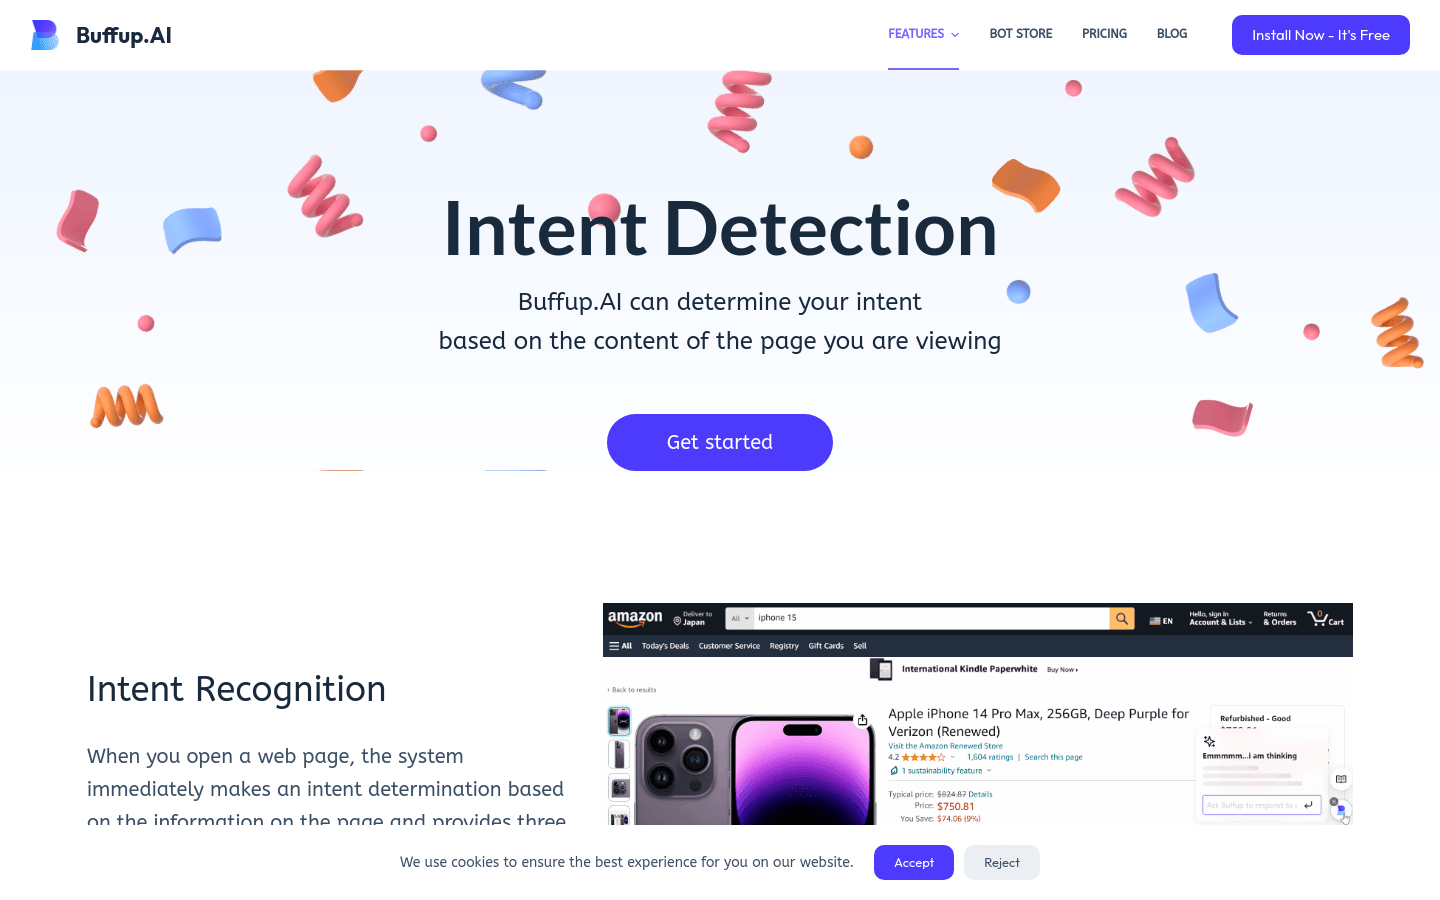 Buffup.AI
FEATURES
BOT STORE
PRICING
BLOG
Install Now - It's Free
Intent Detection
Buffup.AI can determine your intent
based on the content of the page you are viewing
Get started
Intent Recognition
When you open a web page, the system
immediately makes an intent determination based
on the information on the page and provides three
amazon
Deliver to
Japan
All
iphone 15
EN
Hello, sign in
Account & Lists
Returns
& Orders
0
Cart
All
Today's Deals
Customer Service
Registry
Gift Cards
Sell
International Kindle Paperwhite
Buy Now
‹ Back to results
Apple iPhone 14 Pro Max, 256GB, Deep Purple for
Verizon (Renewed)
Visit the Amazon Renewed Store
4.2
1,604 ratings | Search this page
1 sustainability feature
Typical price: $824.87 Details
Price: $750.81
You Save: $74.06 (9%)
Refurbished - Good
Emmmmm...i am thinking
Ask Buffup to respond to
We use cookies to ensure the best experience for you on our website.
Accept
Reject